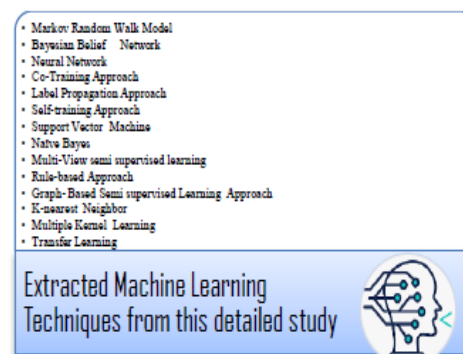 • Markov Random Walk Model
• Bayesian Belief Network
• Neural Network
• Co-Training Approach
• Label Propagation Approach
• Self-training Approach
• Support Vector Machine
• Naïve Bayes
• Multi-View semi supervised learning
• Rule-based Approach
• Graph- Based Semi supervised Learning Approach
• K-nearest Neighbor
• Multiple Kernel Learning
• Transfer Learning
Extracted Machine Learning
Techniques from this detailed study